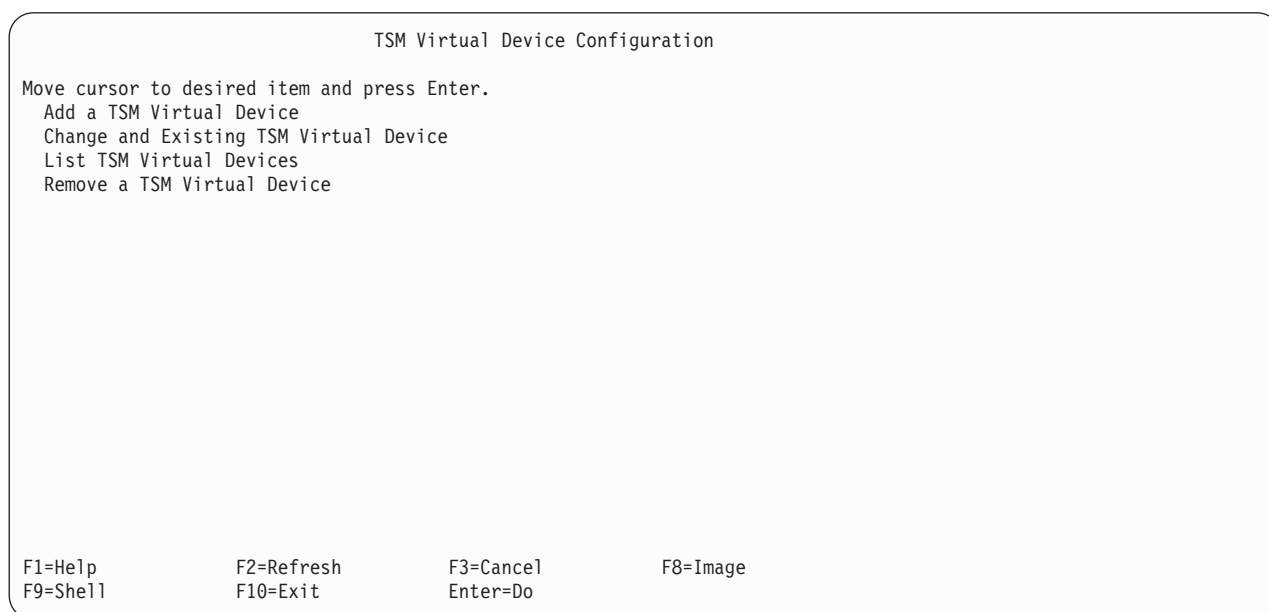 TSM Virtual Device Configuration
Move cursor to desired item and press Enter.
Add a TSM Virtual Device
Change and Existing TSM Virtual Device
List TSM Virtual Devices
Remove a TSM Virtual Device
F1=Help F2=Refresh F3=Cancel F8=Image
F9=Shell F10=Exit Enter=Do